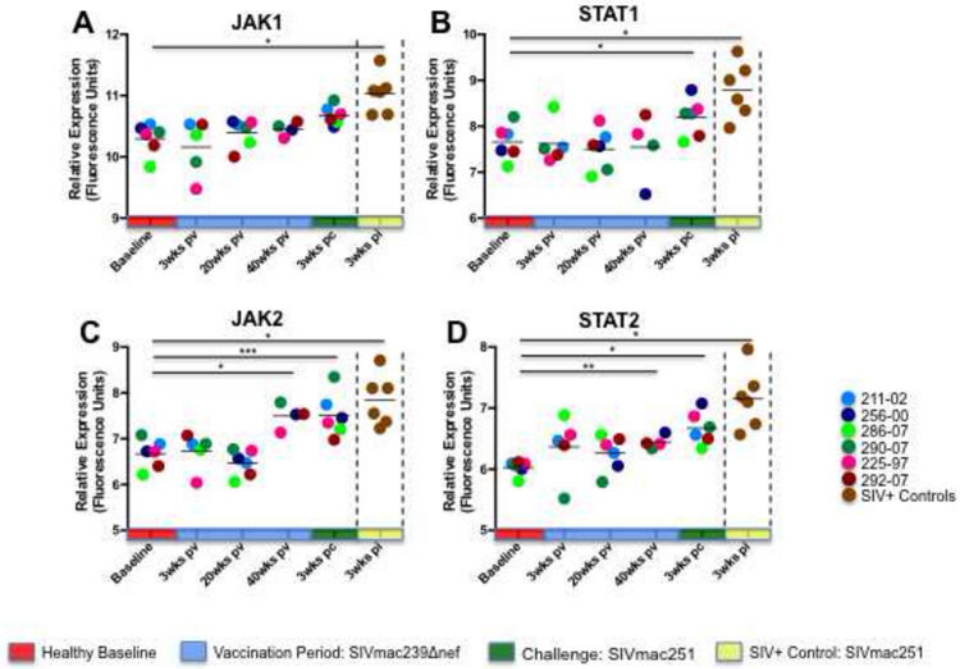 A
JAK1
Relative Expression
(Fluorescence Units)
12
11
10
9
*
Baseline
3wks pv
20wks pv
40wks pv
3wks pc
3wks pi
B
STAT1
Relative Expression
(Fluorescence Units)
10
9
8
7
6
*
*
Baseline
3wks pv
20wks pv
40wks pv
3wks pc
3wks pi
C
JAK2
Relative Expression
(Fluorescence Units)
9
8
7
6
5
*
***
*
Baseline
3wks pv
20wks pv
40wks pv
3wks pc
3wks pi
D
STAT2
Relative Expression
(Fluorescence Units)
8
7
6
5
*
*
**
Baseline
3wks pv
20wks pv
40wks pv
3wks pc
3wks pi
211-02
256-00
286-07
290-07
225-97
292-07
SIV+ Controls
Healthy Baseline
Vaccination Period: SIVmac239Δnef
Challenge: SIVmac251
SIV+ Control: SIVmac251